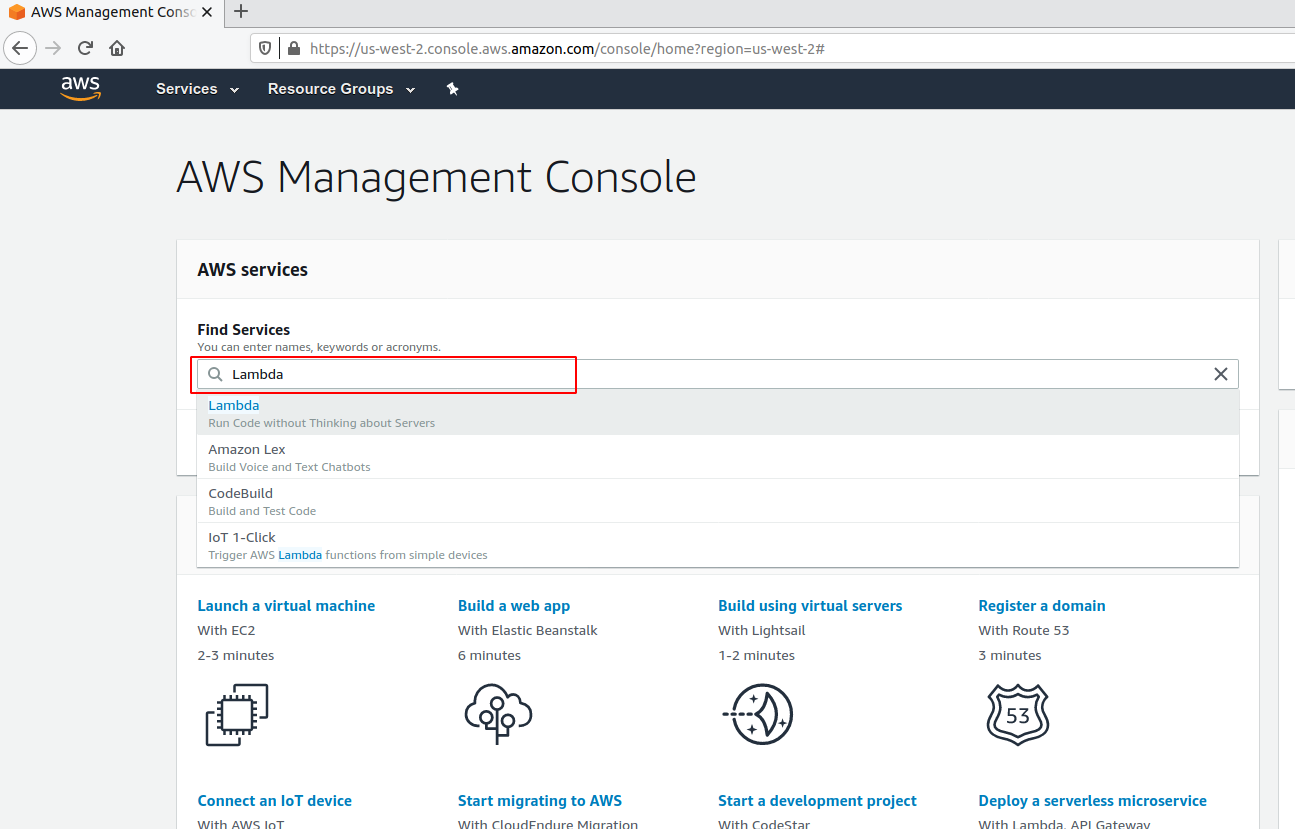 AWS Management Conso
https://us-west-2.console.aws.amazon.com/console/home?region=us-west-2#
aws Services Resource Groups
AWS Management Console
AWS services
Find Services
You can enter names, keywords or acronyms.
Lambda
Lambda
Run Code without Thinking about Servers
Amazon Lex
Build Voice and Text Chatbots
CodeBuild
Build and Test Code
IoT 1-Click
Trigger AWS Lambda functions from simple devices
Launch a virtual machine
With EC2
2-3 minutes
Build a web app
With Elastic Beanstalk
6 minutes
Build using virtual servers
With Lightsail
1-2 minutes
Register a domain
With Route 53
3 minutes
53
Connect an IoT device
With AWS IoT
Start migrating to AWS
With CloudEndure Migration
Start a development project
With CodeStar
Deploy a serverless microservice
With Lambda, API Gateway